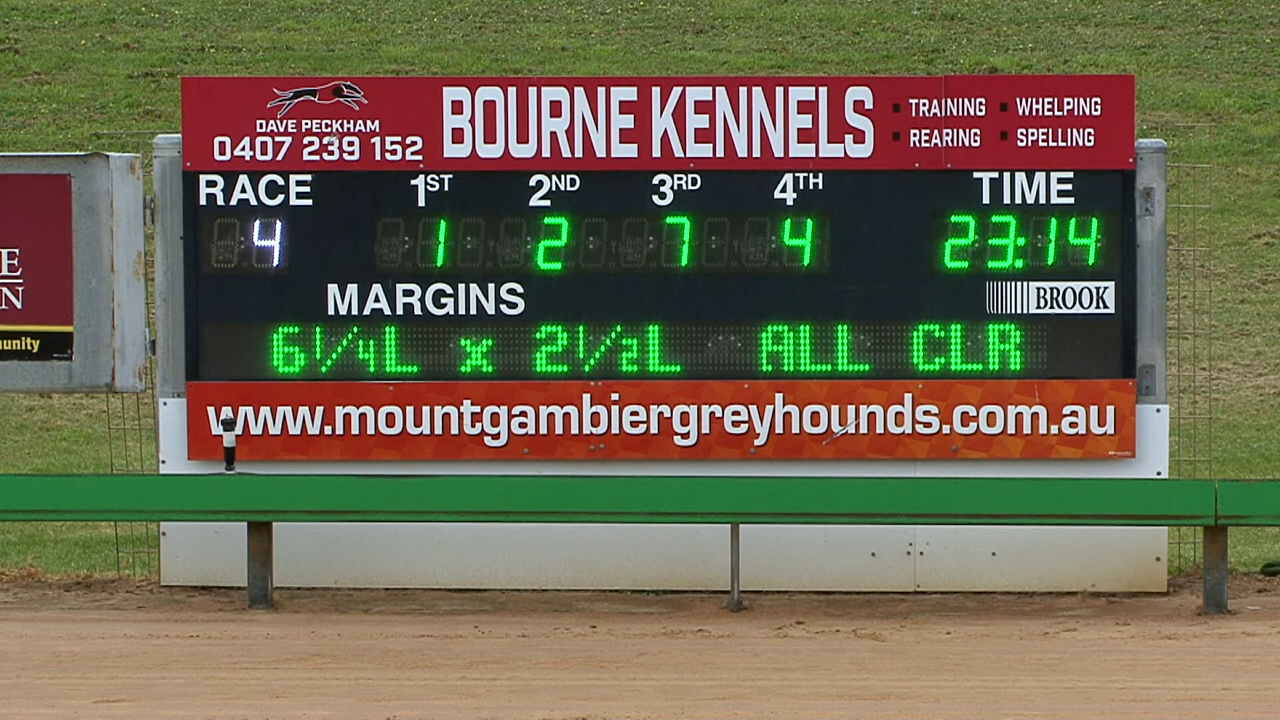 DAVE PECKHAM
0407 239 152
BOURNE KENNELS
TRAINING WHELPING
REARING SPELLING
RACE 1ST 2ND 3RD 4TH TIME
4 1 2 7 4 23:14
MARGINS
BROOK
6¼L x 2½L ALL CLR
www.mountgambiergreyhounds.com.au
E
N
munity